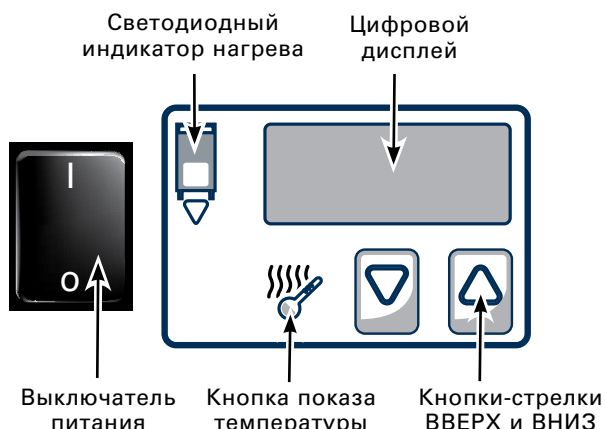 Светодиодный
индикатор нагрева
Цифровой
дисплей
I
O
Выключатель
питания
Кнопка показа
температуры
Кнопки-стрелки
ВВЕРХ и ВНИЗ